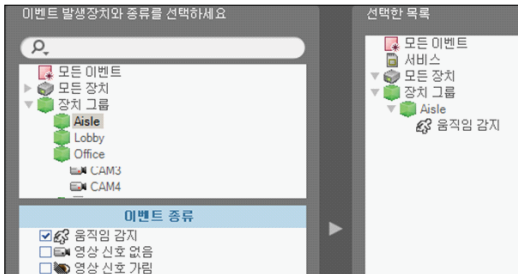 이벤트 발생장치와 종류를 선택하세요
모든 이벤트
모든 장치
장치 그룹
Aisle
Lobby
Office
CAM3
CAM4
이벤트 종류
움직임 감지
영상 신호 없음
영상 신호 가림
선택한 목록
모든 이벤트
서비스
모든 장치
장치 그룹
Aisle
움직임 감지